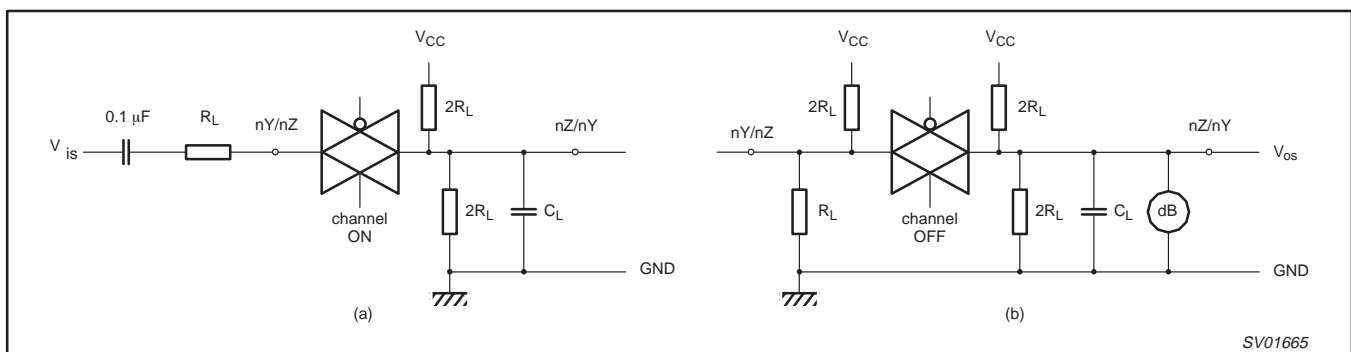 V_CC
0.1 μF
R_L
nY/nZ
2R_L
nZ/nY
V_is
channel
ON
2R_L
C_L
GND
(a)
V_CC
V_CC
2R_L
2R_L
nY/nZ
nZ/nY
V_os
R_L
channel
OFF
2R_L
C_L
dB
GND
(b)
SV01665